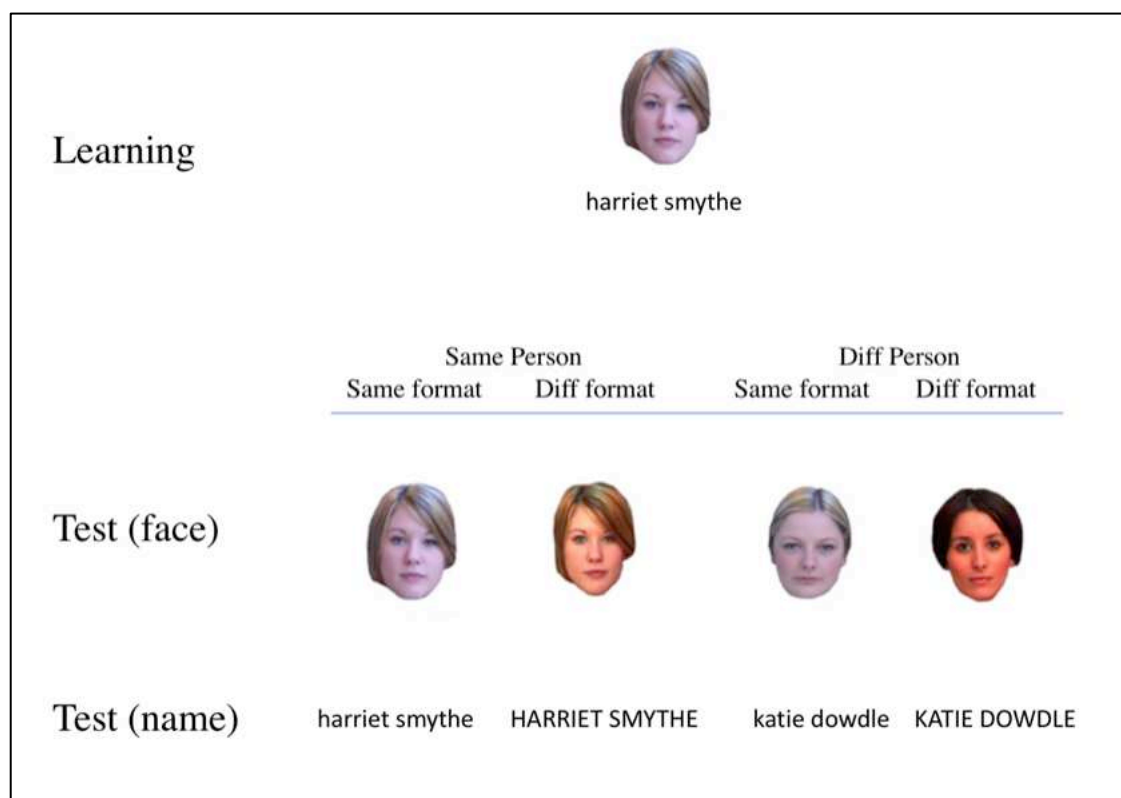 Learning
harriet smythe
Same Person Diff Person
Same format Diff format Same format Diff format
Test (face)
Test (name) harriet smythe HARRIET SMYTHE katie dowdle KATIE DOWDLE